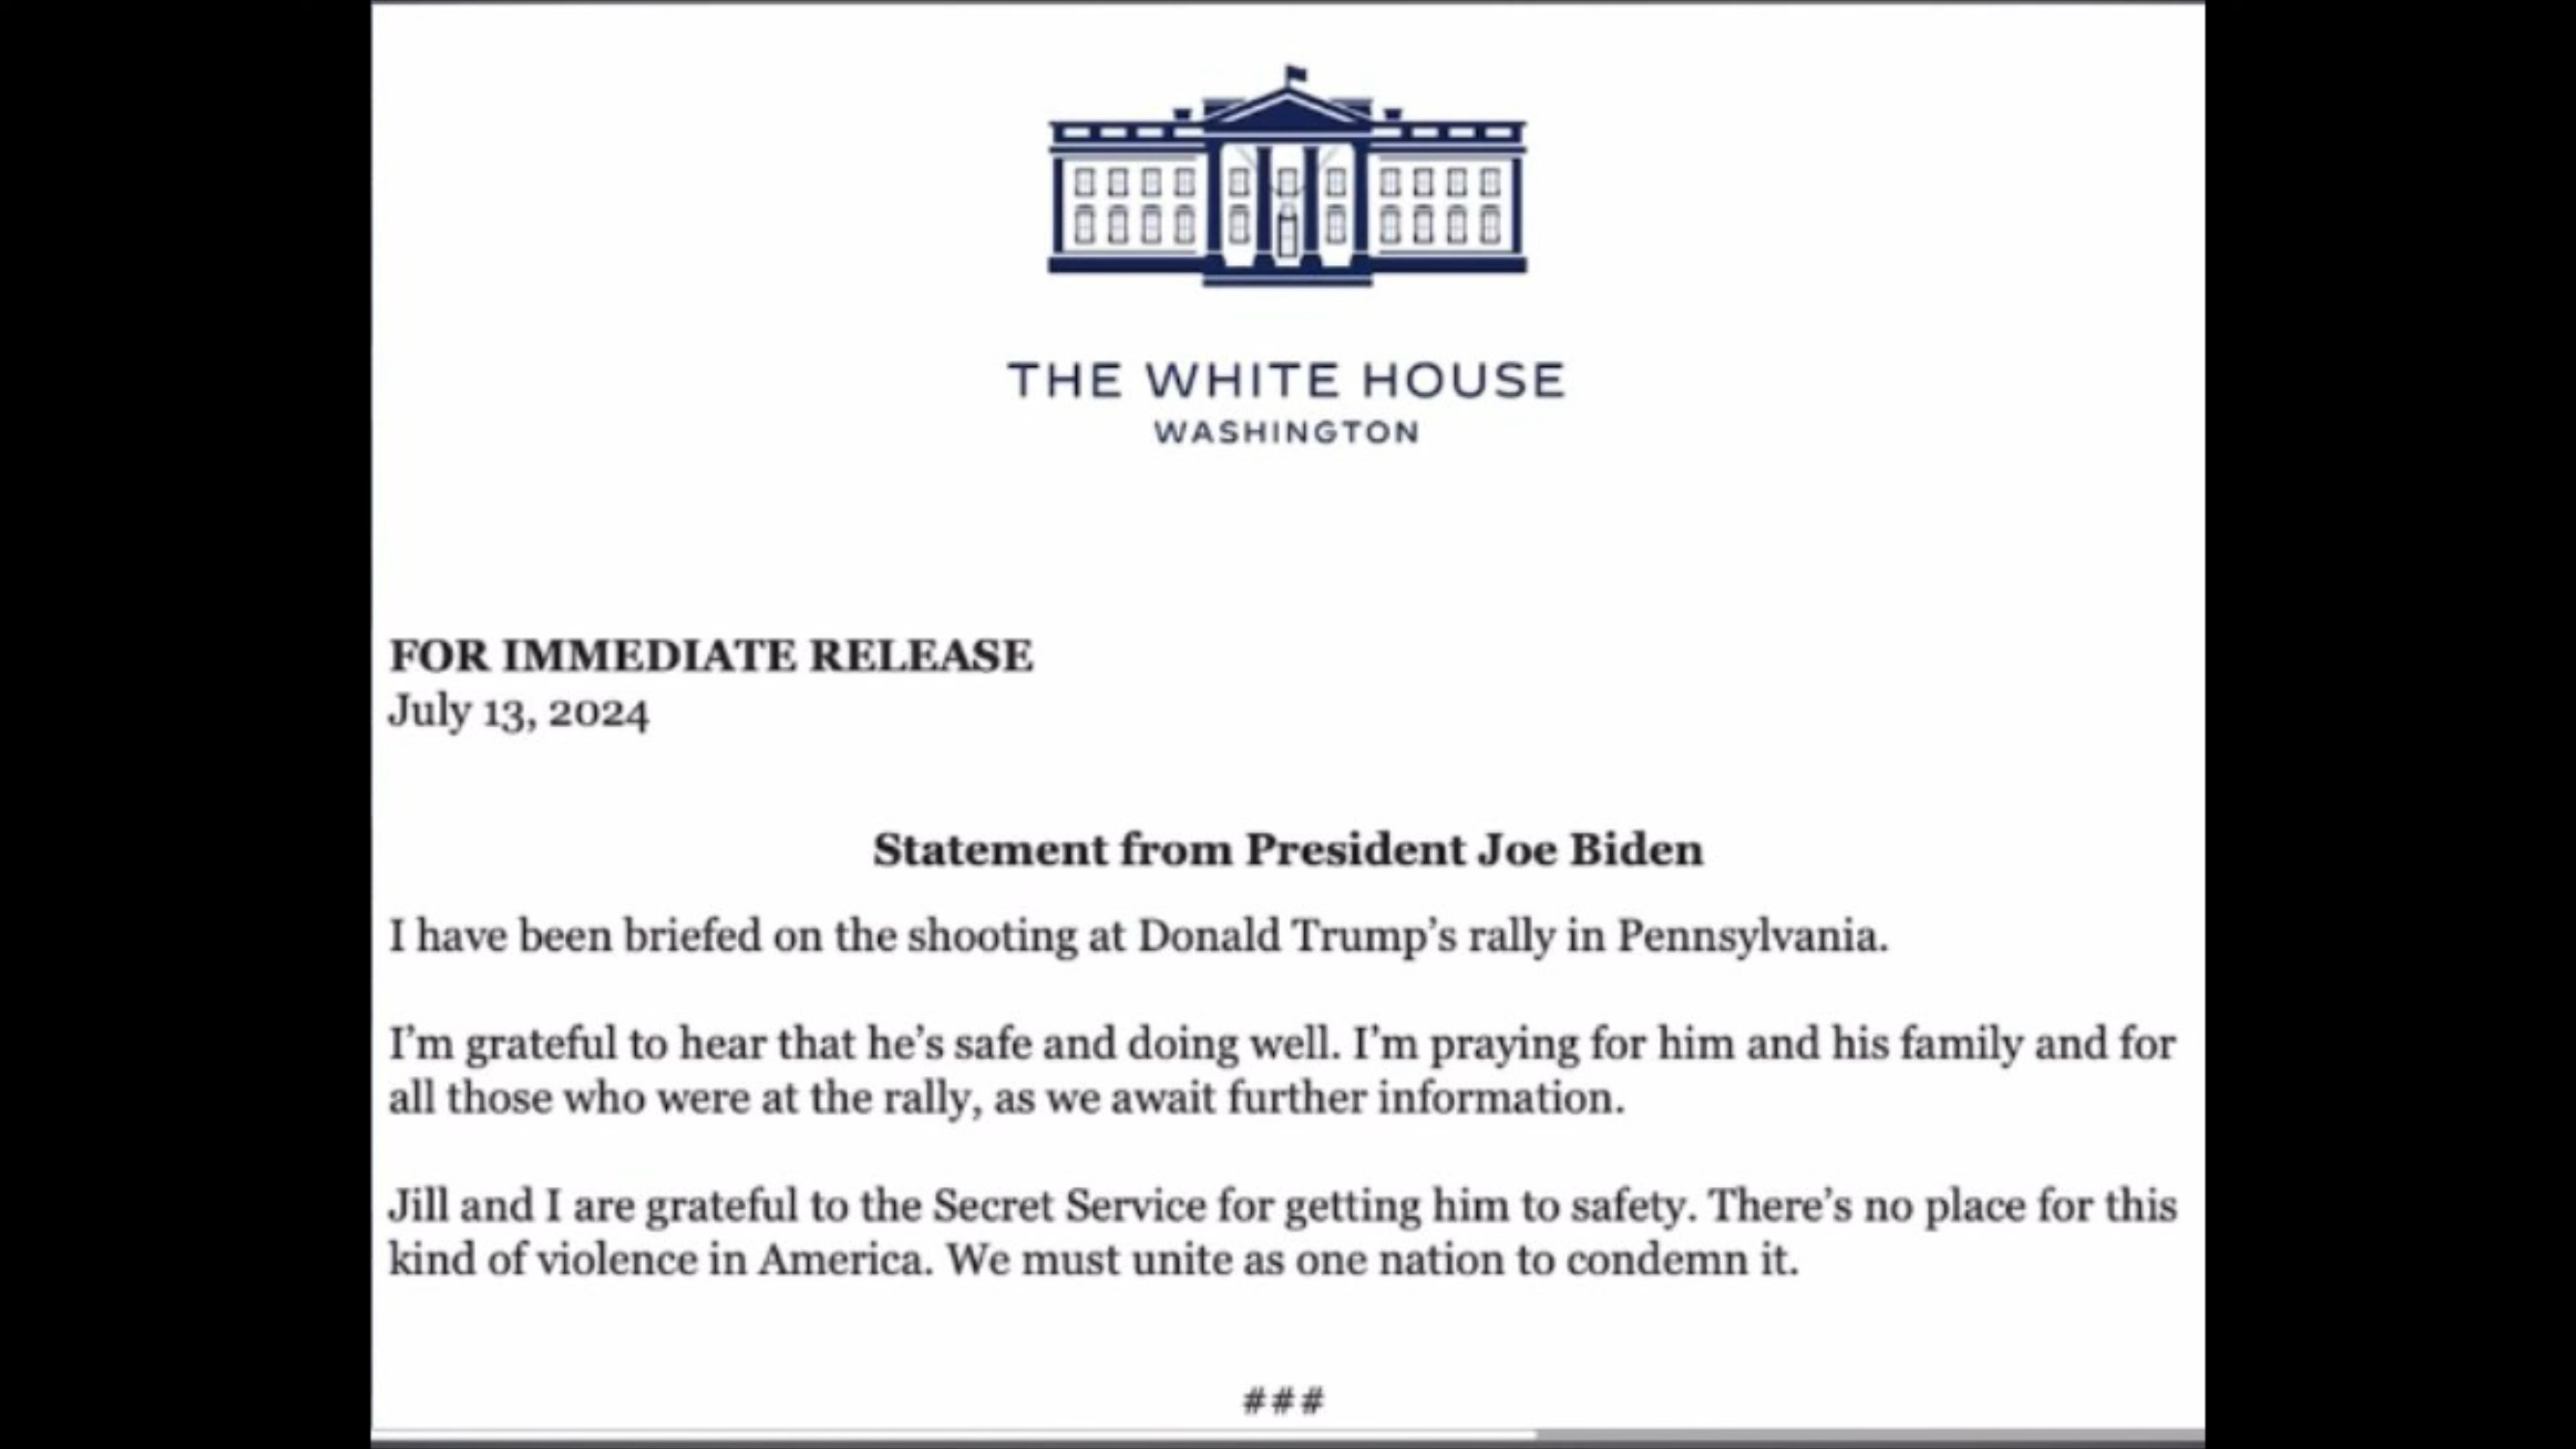 THE WHITE HOUSE
WASHINGTON
FOR IMMEDIATE RELEASE
July 13, 2024
Statement from President Joe Biden
I have been briefed on the shooting at Donald Trump’s rally in Pennsylvania.
I’m grateful to hear that he’s safe and doing well. I’m praying for him and his family and for
all those who were at the rally, as we await further information.
Jill and I are grateful to the Secret Service for getting him to safety. There’s no place for this
kind of violence in America. We must unite as one nation to condemn it.
###